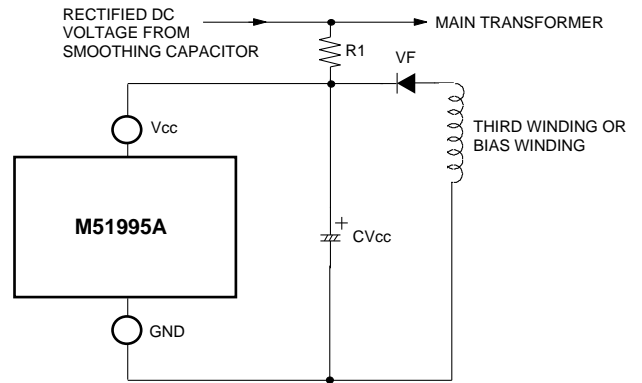 RECTIFIED DC
VOLTAGE FROM
SMOOTHING CAPACITOR
MAIN TRANSFORMER
R1
VF
THIRD WINDING OR
BIAS WINDING
Vcc
M51995A
+
CVcc
GND